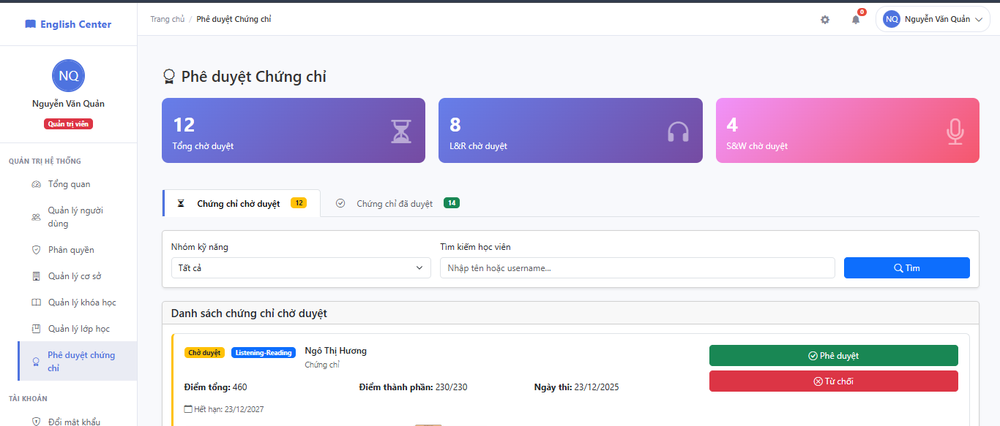 English Center
Trang chủ / Phê duyệt Chứng chỉ
0
NQ Nguyễn Văn Quản
NQ
Nguyễn Văn Quản
Quản trị viên
QUẢN TRỊ HỆ THỐNG
Tổng quan
Quản lý người
dùng
Phân quyền
Quản lý cơ sở
Quản lý khóa học
Quản lý lớp học
Phê duyệt chứng
chỉ
TÀI KHOẢN
Đổi mật khẩu
Phê duyệt Chứng chỉ
12
Tổng chờ duyệt
8
L&R chờ duyệt
4
S&W chờ duyệt
Chứng chỉ chờ duyệt 12
Chứng chỉ đã duyệt 14
Nhóm kỹ năng
Tất cả
Tìm kiếm học viên
Nhập tên hoặc username...
Tìm
Danh sách chứng chỉ chờ duyệt
Chờ duyệt Listening-Reading Ngô Thị Hương
Chứng chỉ
Điểm tổng: 460 Điểm thành phần: 230/230 Ngày thi: 23/12/2025
Hết hạn: 23/12/2027
Phê duyệt
Từ chối